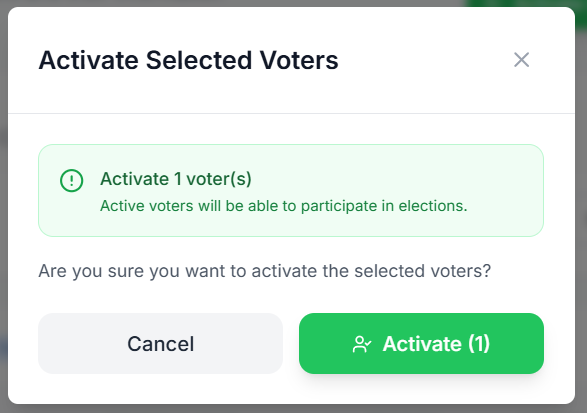 Activate Selected Voters
Activate 1 voter(s)
Active voters will be able to participate in elections.
Are you sure you want to activate the selected voters?
Cancel
Activate (1)